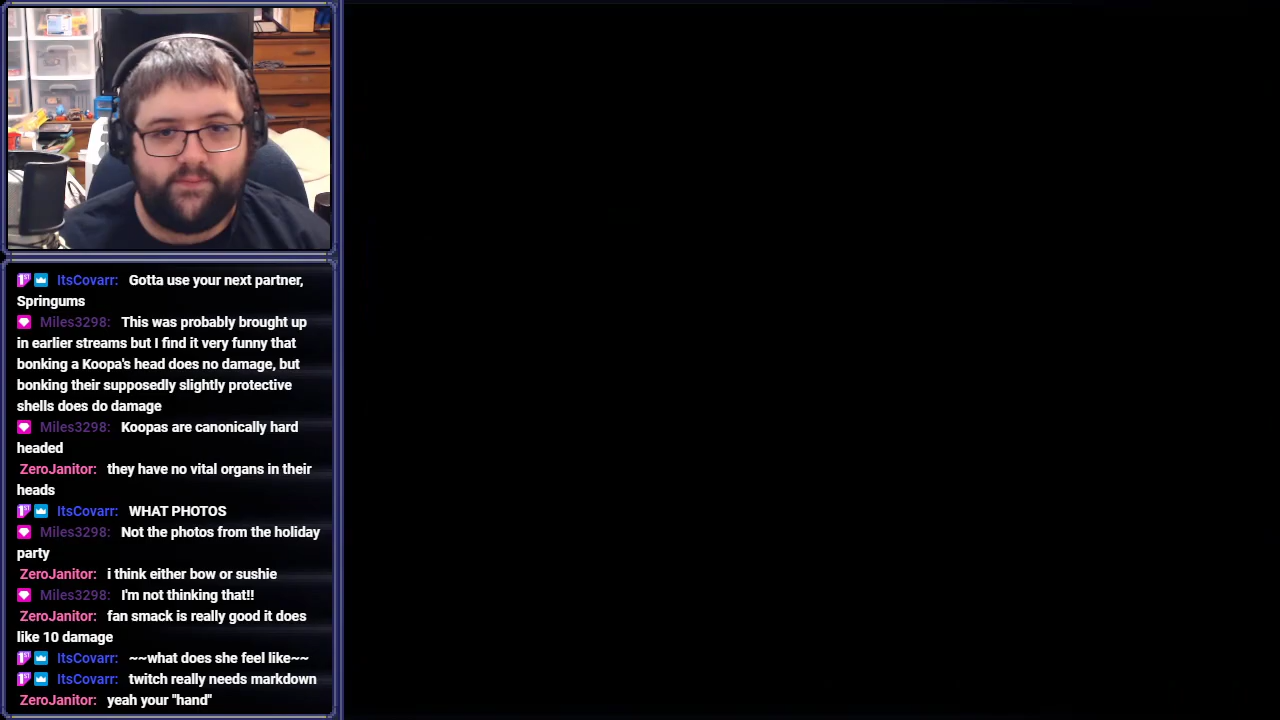 ItsCovarr: Gotta use your next partner,
Springums
Miles3298: This was probably brought up
in earlier streams but I find it very funny that
bonking a Koopa's head does no damage, but
bonking their supposedly slightly protective
shells does do damage
Miles3298: Koopas are canonically hard
headed
ZeroJanitor: they have no vital organs in their
heads
ItsCovarr: WHAT PHOTOS
Miles3298: Not the photos from the holiday
party
ZeroJanitor: i think either bow or sushie
Miles3298: I'm not thinking that!!
ZeroJanitor: fan smack is really good it does
like 10 damage
ItsCovarr: ~~what does she feel like~~
ItsCovarr: twitch really needs markdown
ZeroJanitor: yeah your "hand"